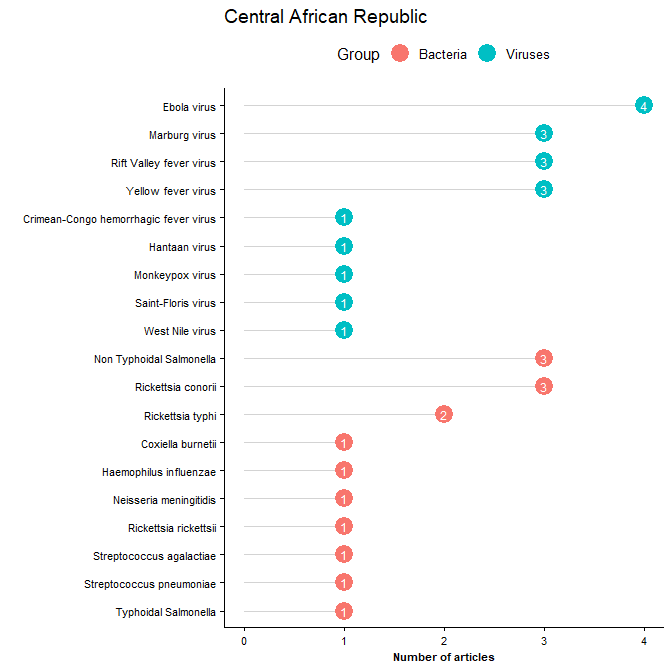 Central African Republic
Group Bacteria Viruses
Ebola virus 4
Marburg virus 3
Rift Valley fever virus 3
Yellow fever virus 3
Crimean-Congo hemorrhagic fever virus 1
Hantaan virus 1
Monkeypox virus 1
Saint-Floris virus 1
West Nile virus 1
Non Typhoidal Salmonella 3
Rickettsia conorii 3
Rickettsia typhi 2
Coxiella burnetii 1
Haemophilus influenzae 1
Neisseria meningitidis 1
Rickettsia rickettsii 1
Streptococcus agalactiae 1
Streptococcus pneumoniae 1
Typhoidal Salmonella 1
0 1 2 3 4
Number of articles